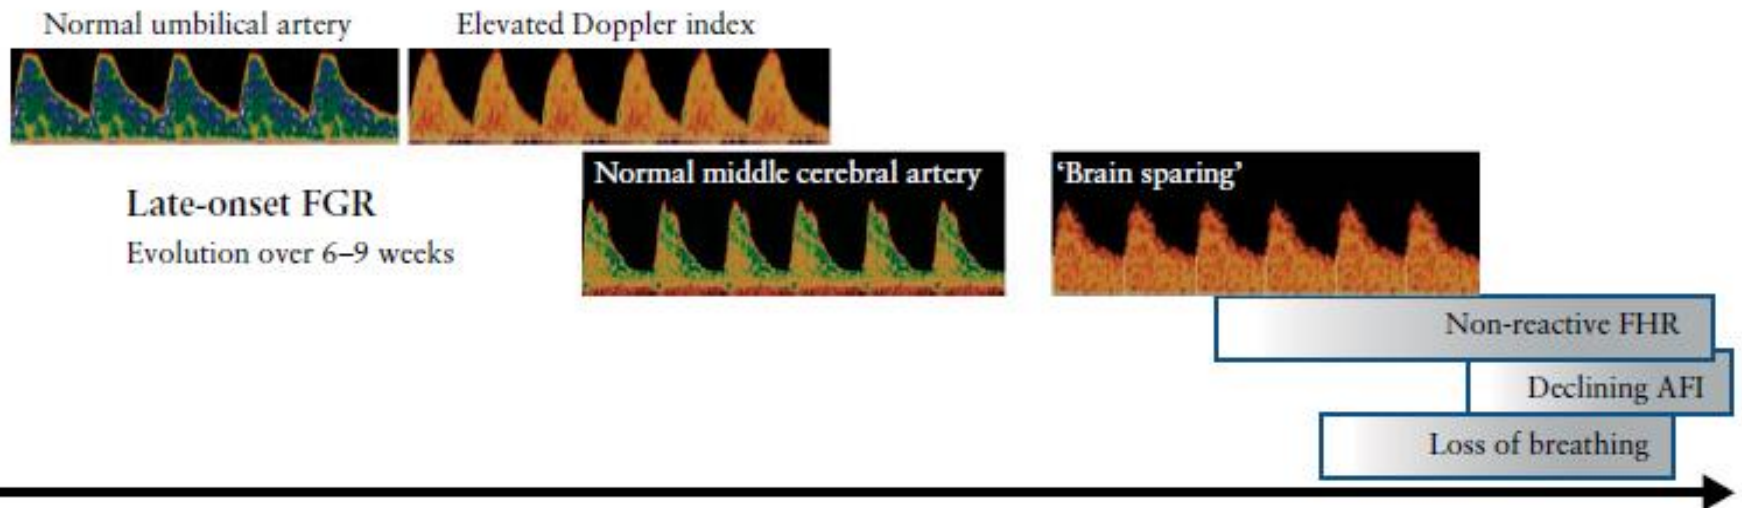 Normal umbilical artery
Elevated Doppler index
Normal middle cerebral artery
‘Brain sparing’
Late-onset FGR
Evolution over 6–9 weeks
Non-reactive FHR
Declining AFI
Loss of breathing